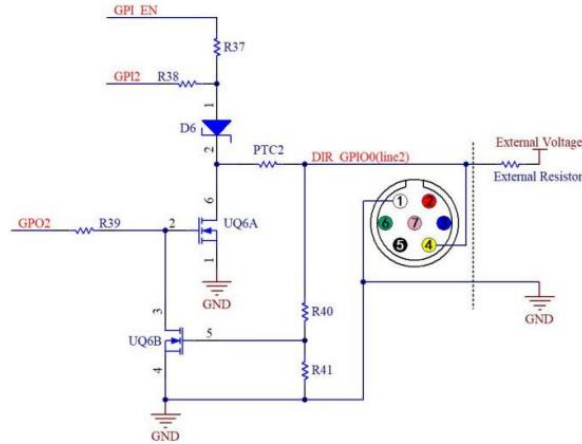 GPI_EN
R37
GPI2 R38
1
D6
2
PTC2 DIR_GPIO0(line2) External Voltage
External Resistor
6
1 2
6 7 3
5 4
GPO2 R39 2 UQ6A
1
GND
GND
3
R40
UQ6B 5
4
R41
GND